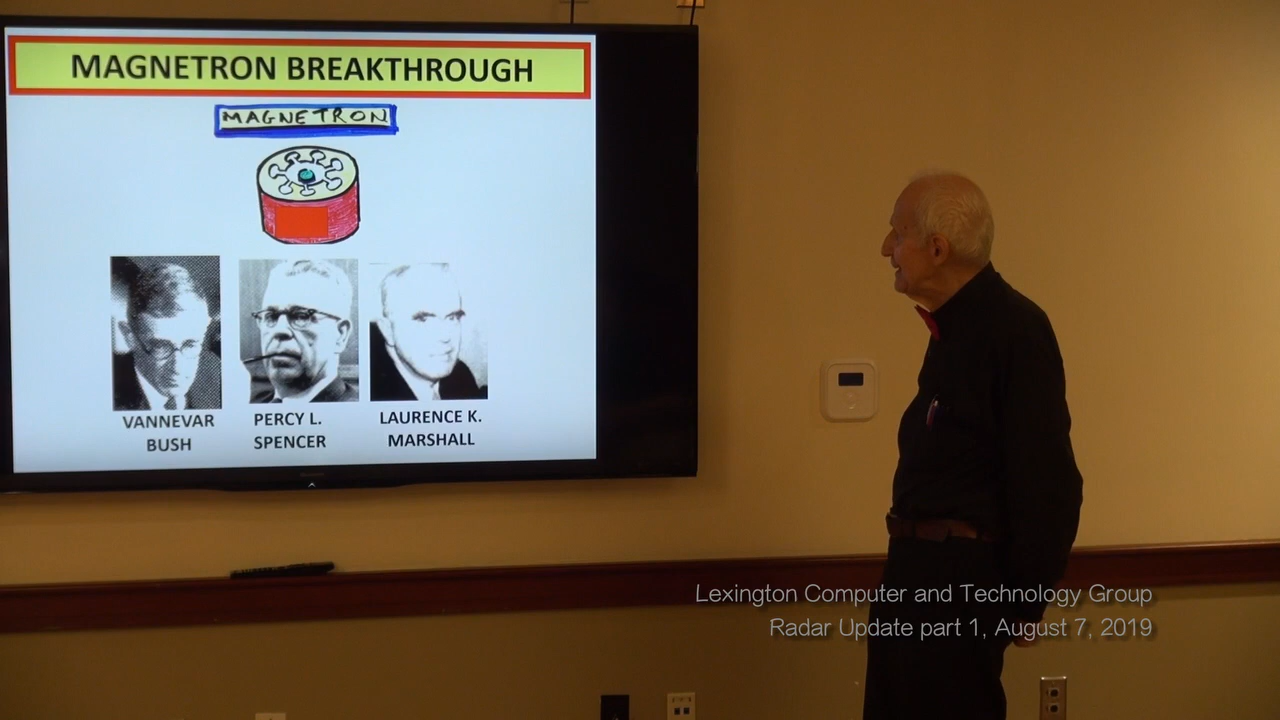 MAGNETRON BREAKTHROUGH
MAGNETRON
VANNEVAR
BUSH
PERCY L.
SPENCER
LAURENCE K.
MARSHALL
Lexington Computer and Technology Group
Radar Update part 1, August 7, 2019